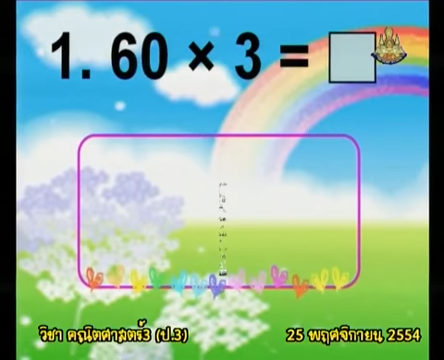 1. 60 × 3 =
วิชา คณิตศาสตร์3 (ป.3)
25 พฤศจิกายน 2554